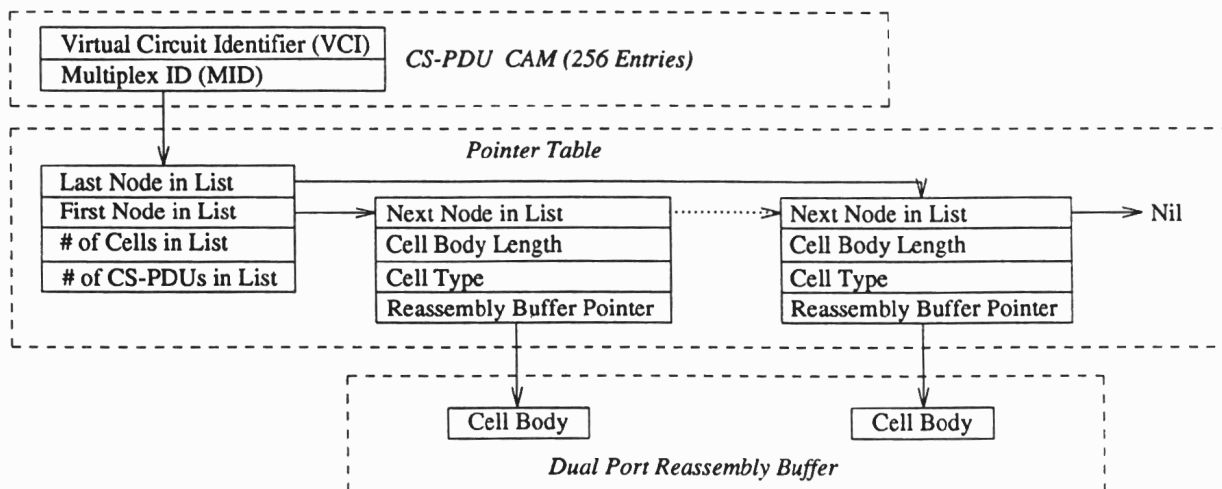 Virtual Circuit Identifier (VCI)
Multiplex ID (MID)
CS-PDU CAM (256 Entries)
Pointer Table
Last Node in List
First Node in List
# of Cells in List
# of CS-PDUs in List
Next Node in List
Cell Body Length
Cell Type
Reassembly Buffer Pointer
Next Node in List
Cell Body Length
Cell Type
Reassembly Buffer Pointer
Nil
Cell Body
Cell Body
Dual Port Reassembly Buffer